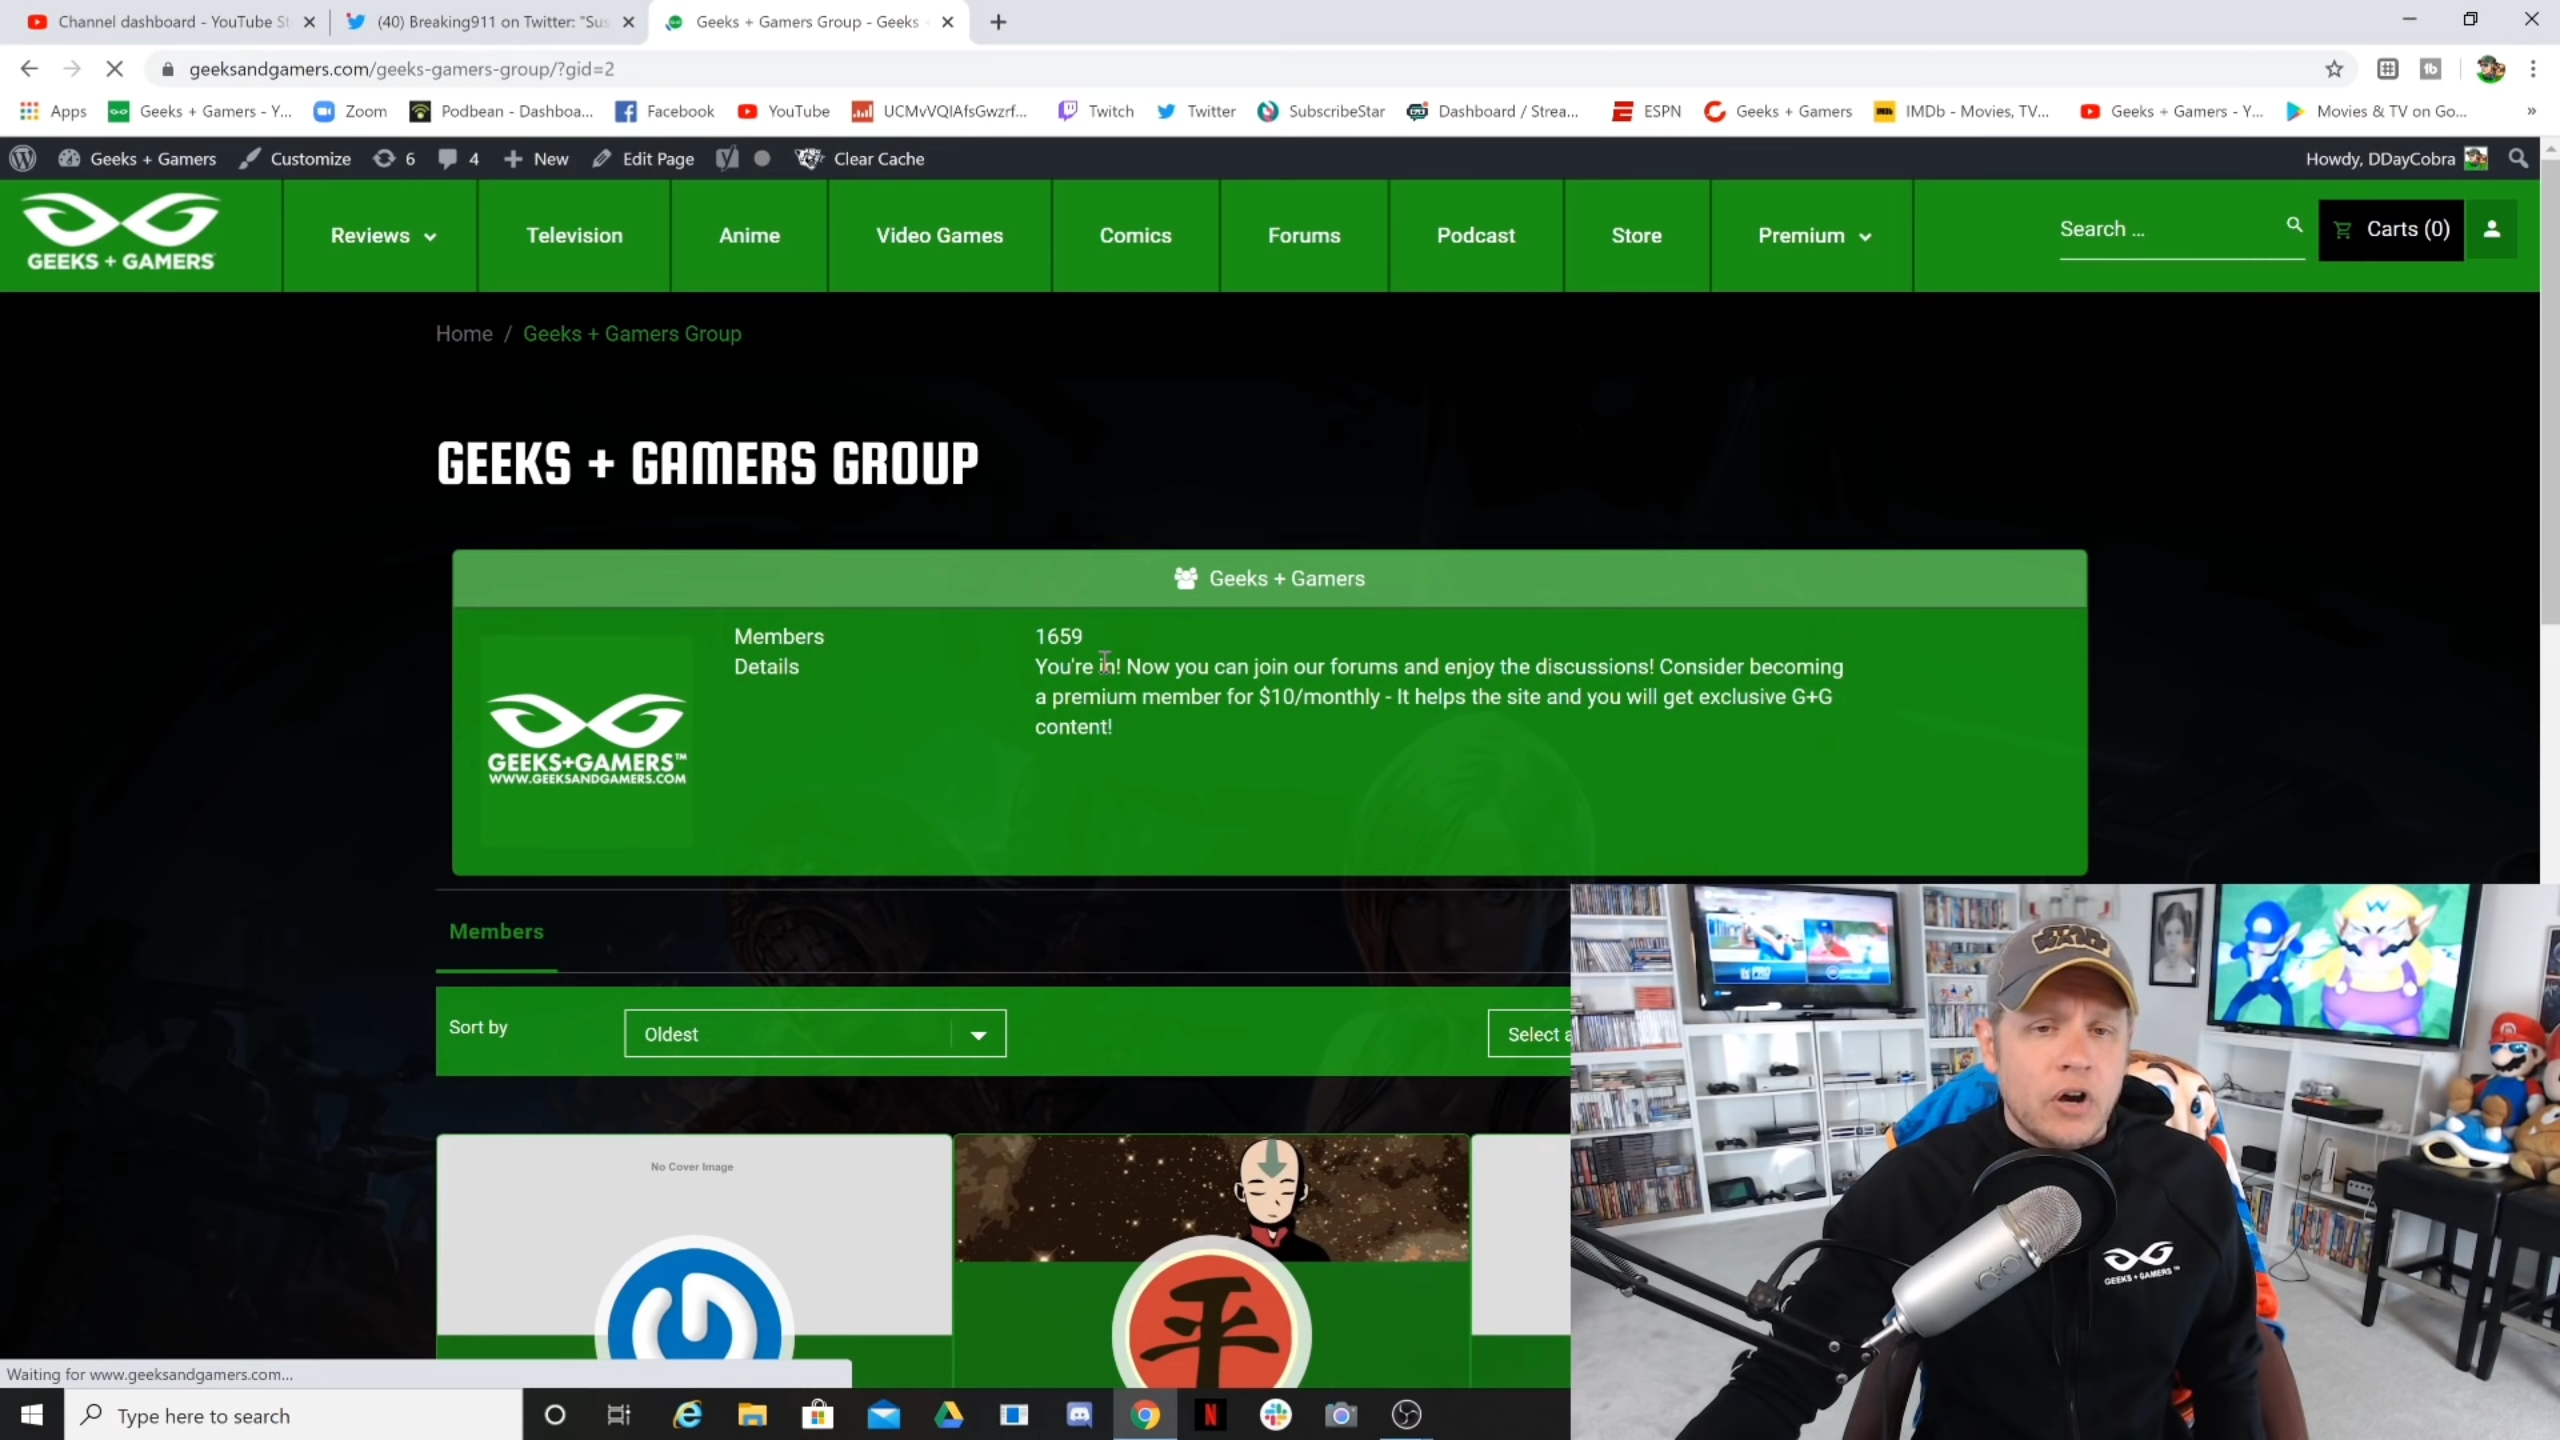 Channel dashboard - YouTube St
(40) Breaking911 on Twitter: "Sus
Geeks + Gamers Group - Geeks
geeksandgamers.com/geeks-gamers-group/?gid=2
Apps
Geeks + Gamers - Y...
Zoom
Podbean - Dashboa...
Facebook
YouTube
UCMvVQIAfsGwzrf...
Twitch
Twitter
SubscribeStar
Dashboard / Strea...
ESPN
Geeks + Gamers
IMDb - Movies, TV...
Geeks + Gamers - Y...
Movies & TV on Go...
»
Geeks + Gamers
Customize
6
4
New
Edit Page
Clear Cache
Howdy, DDayCobra
GEEKS + GAMERS
Reviews
Television
Anime
Video Games
Comics
Forums
Podcast
Store
Premium
Search ...
Carts (0)
Home / Geeks + Gamers Group
GEEKS + GAMERS GROUP
Geeks + Gamers
GEEKS+GAMERS™
WWW.GEEKSANDGAMERS.COM
Members 1659
Details You're in! Now you can join our forums and enjoy the discussions! Consider becoming
a premium member for $10/monthly - It helps the site and you will get exclusive G+G
content!
Members
Sort by
Oldest
Select a
No Cover Image
平
STAR WARS
GEEKS + GAMERS™
Waiting for www.geeksandgamers.com...
Type here to search